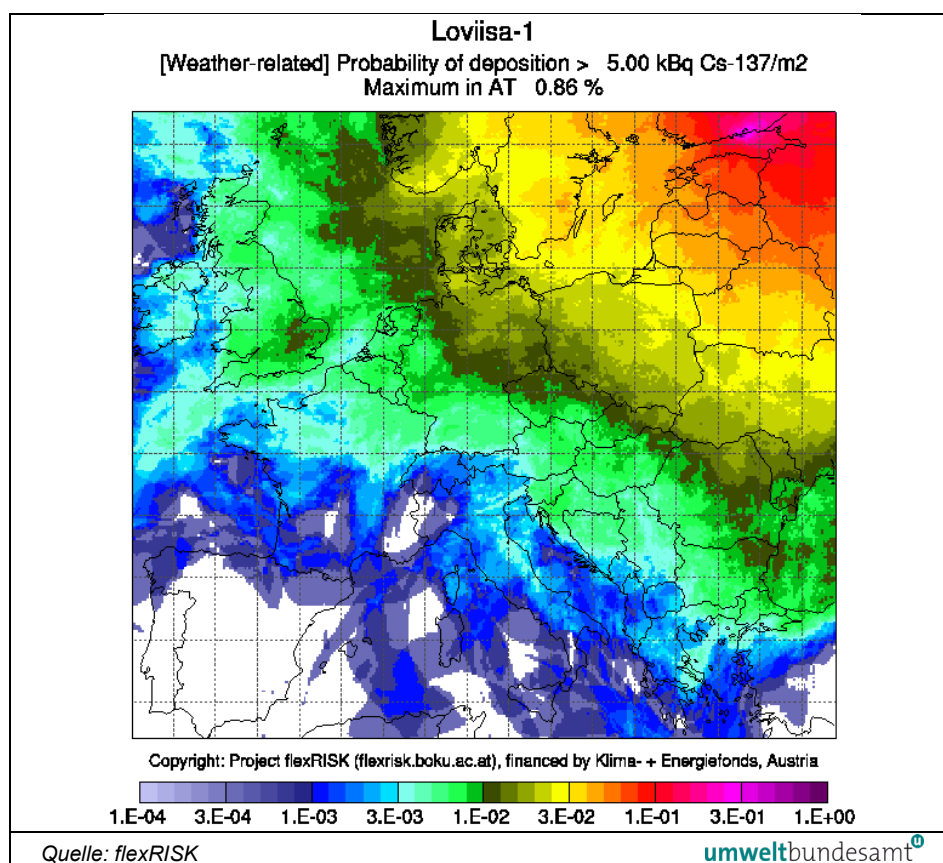 Loviisa-1
[Weather-related] Probability of deposition > 5.00 kBq Cs-137/m2
Maximum in AT 0.86 %
Copyright: Project flexRISK (flexrisk.boku.ac.at), financed by Klima- + Energiefonds, Austria
1.E-04 3.E-04 1.E-03 3.E-03 1.E-02 3.E-02 1.E-01 3.E-01 1.E+00
Quelle: flexRISK umweltbundesamt